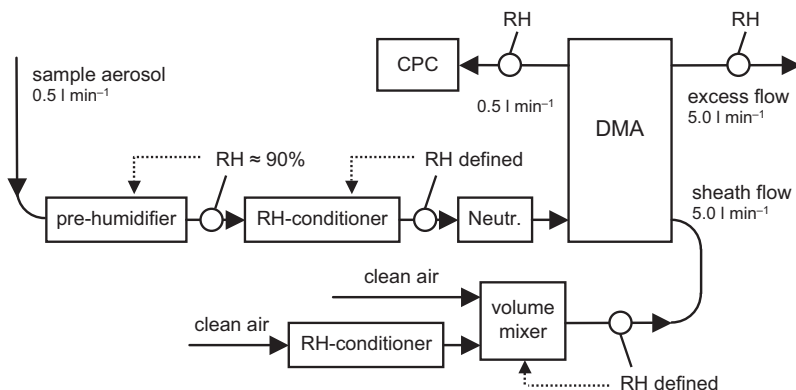 RH
RH
sample aerosol
0.5 l min⁻¹
CPC
DMA
0.5 l min⁻¹
excess flow
5.0 l min⁻¹
RH ≈ 90%
RH defined
sheath flow
5.0 l min⁻¹
pre-humidifier
RH-conditioner
Neutr.
clean air
volume
mixer
clean air
RH-conditioner
RH defined